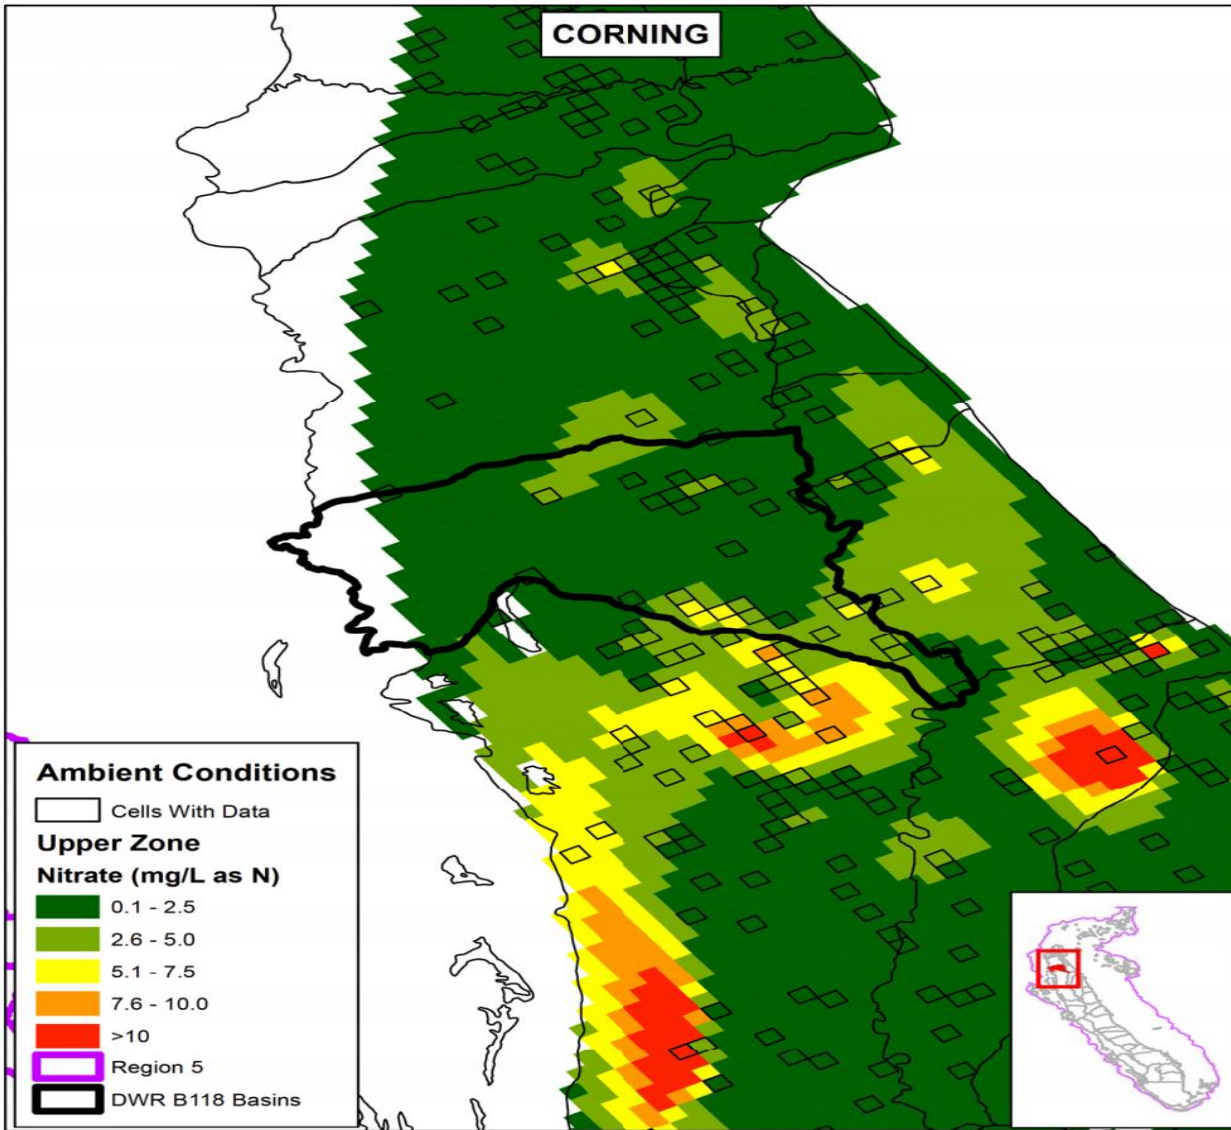 CORNING
Ambient Conditions
Cells With Data
Upper Zone
Nitrate (mg/L as N)
0.1 - 2.5
2.6 - 5.0
5.1 - 7.5
7.6 - 10.0
>10
Region 5
DWR B118 Basins